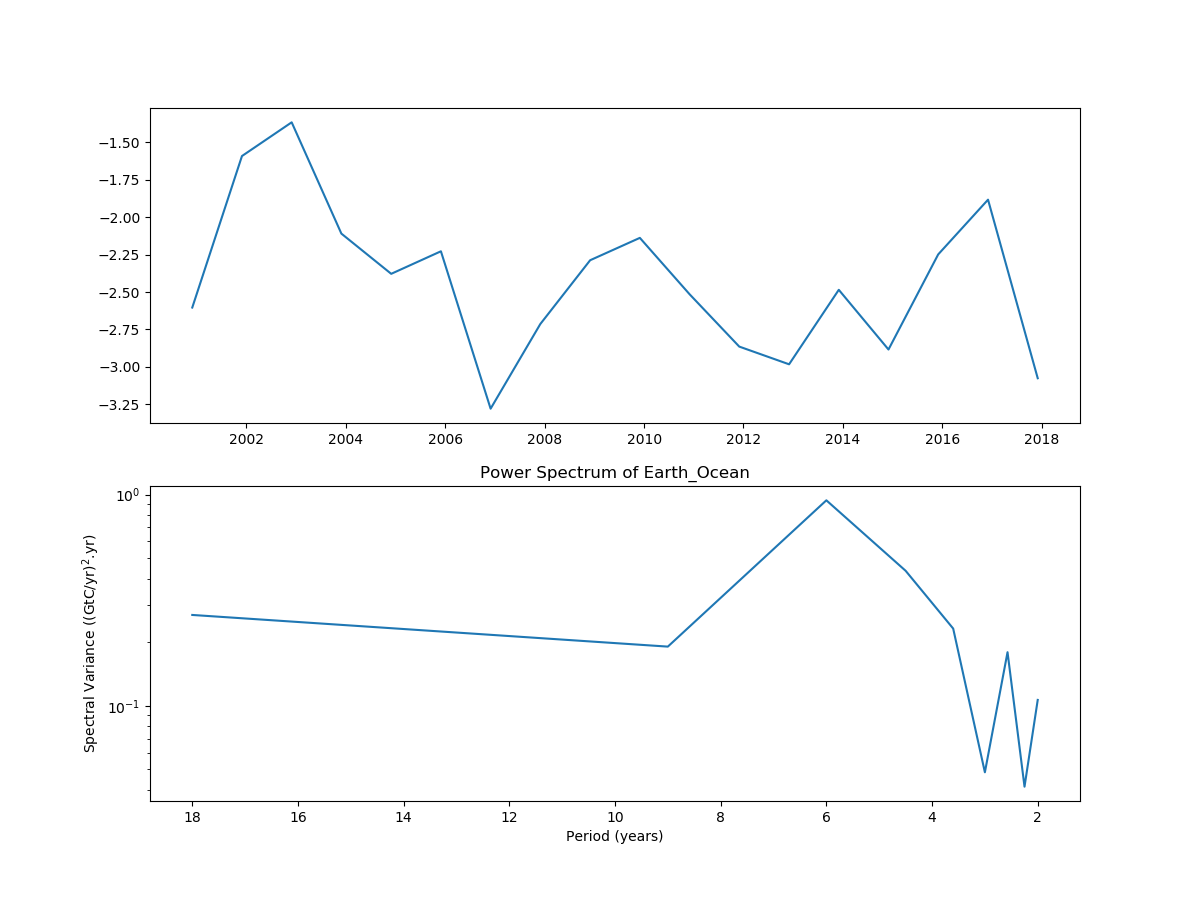 −1.50
−1.75
−2.00
−2.25
−2.50
−2.75
−3.00
−3.25
2002 2004 2006 2008 2010 2012 2014 2016 2018
Power Spectrum of Earth_Ocean
10⁰
10⁻¹
Spectral Variance ((GtC/yr)².yr)
18 16 14 12 10 8 6 4 2
Period (years)